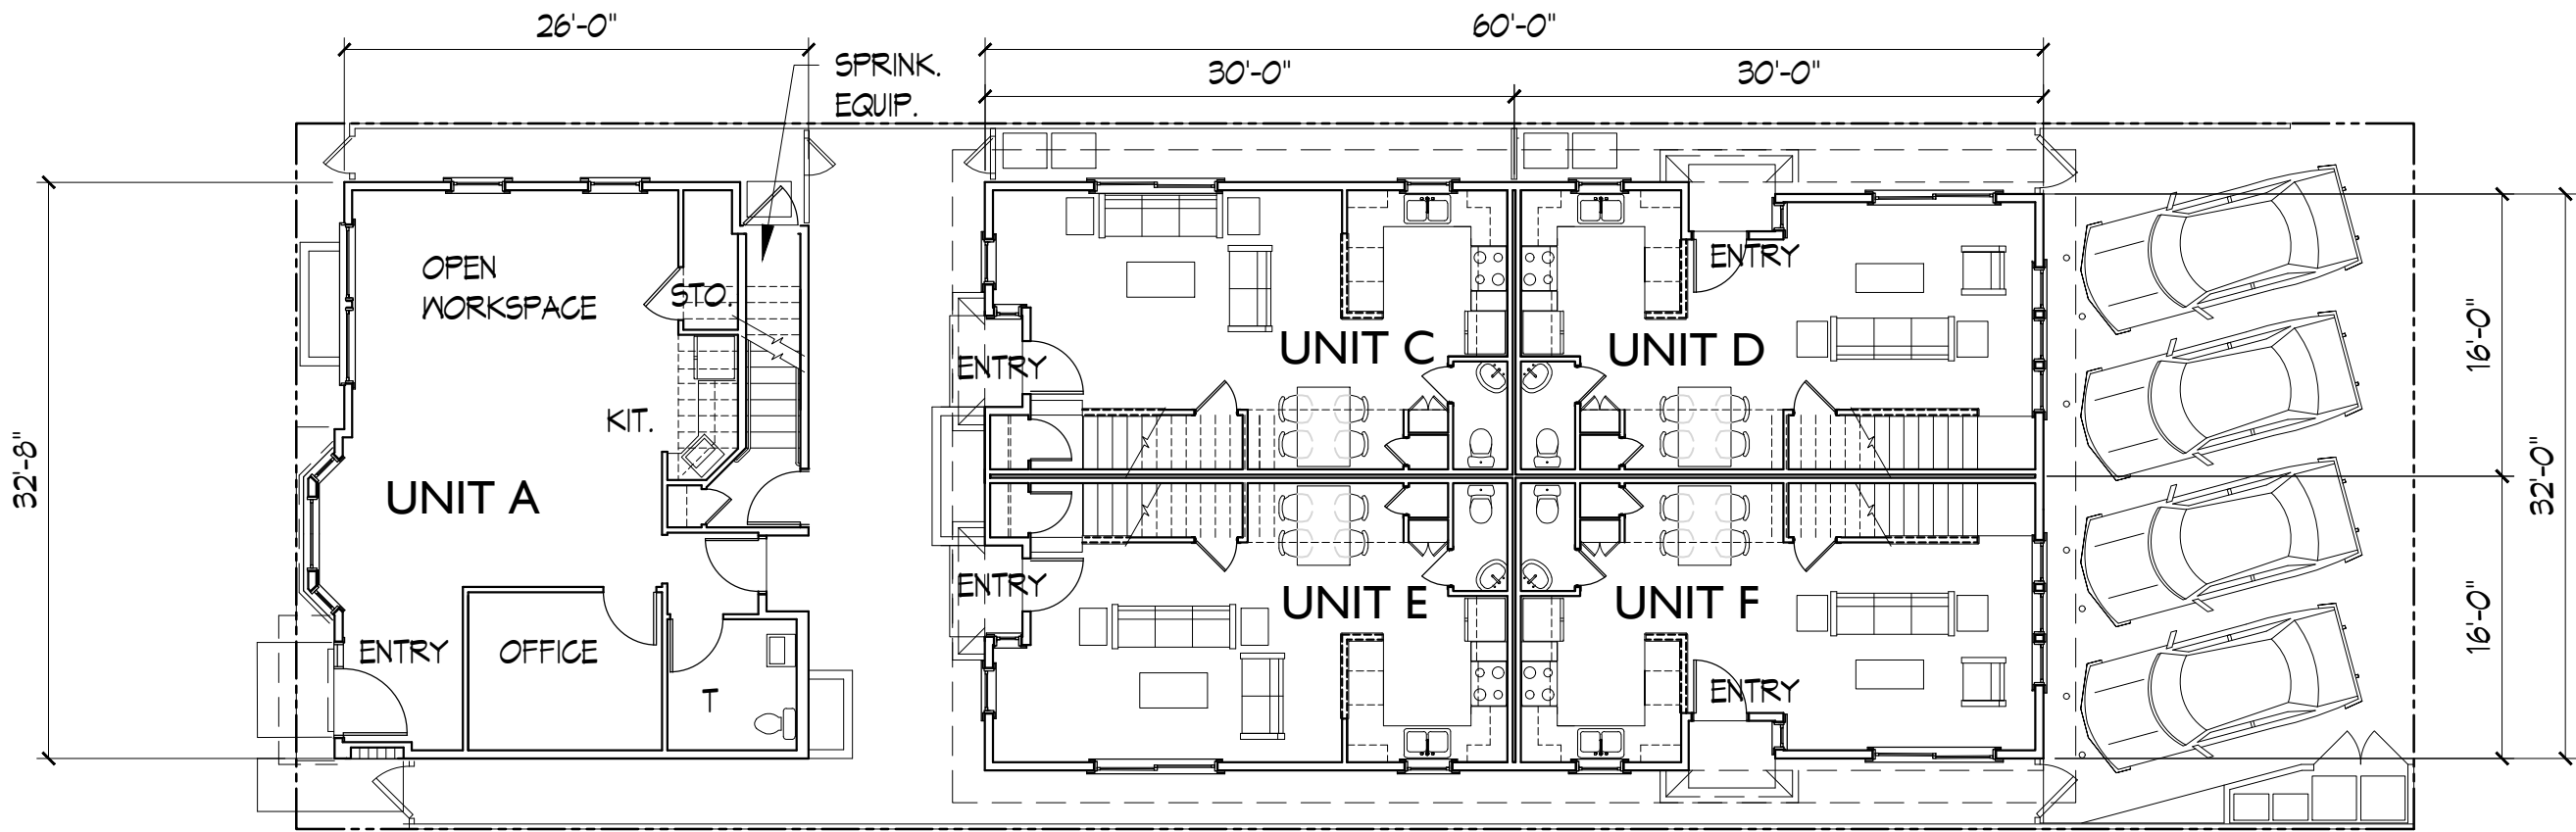 26'-0"
60'-0"
SPRINK.
EQUIP.
30'-0"
30'-0"
OPEN
WORKSPACE
STO.
ENTRY
UNIT C
UNIT D
16'-0"
ENTRY
KIT.
32'-8"
UNIT A
32'-0"
ENTRY
UNIT E
UNIT F
16'-0"
ENTRY
OFFICE
T
ENTRY